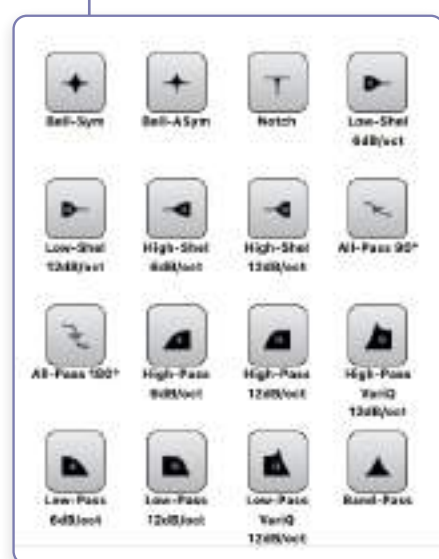 Bell-Sym Bell-ASym Notch Low-Shel
6dB/oct
Low-Shel High-Shel High-Shel All-Pass 90°
12dB/oct 6dB/oct 12dB/oct
All-Pass 180° High-Pass High-Pass High-Pass
6dB/oct 12dB/oct VariQ
12dB/oct
Low-Pass Low-Pass Low-Pass Band-Pass
6dB/oct 12dB/oct VariQ
12dB/oct